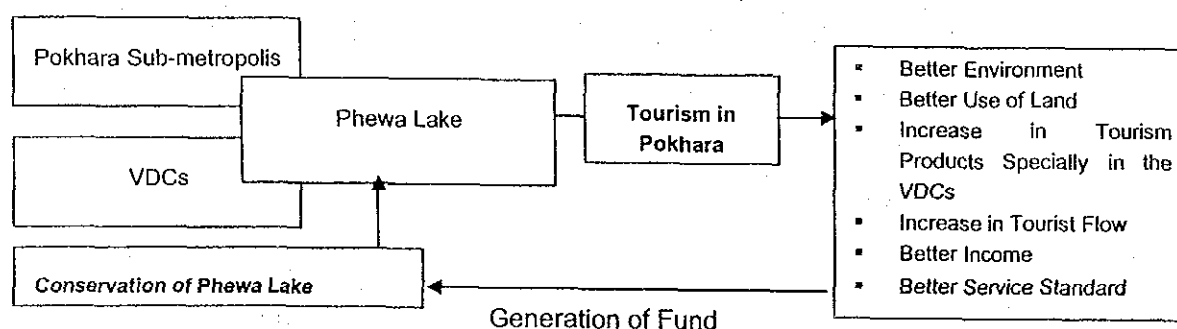 Pokhara Sub-metropolis
Phewa Lake
VDCs
Conservation of Phewa Lake
Tourism in
Pokhara
▪ Better Environment
▪ Better Use of Land
▪ Increase in Tourism
Products Specially in the
VDCs
▪ Increase in Tourist Flow
▪ Better Income
▪ Better Service Standard
Generation of Fund